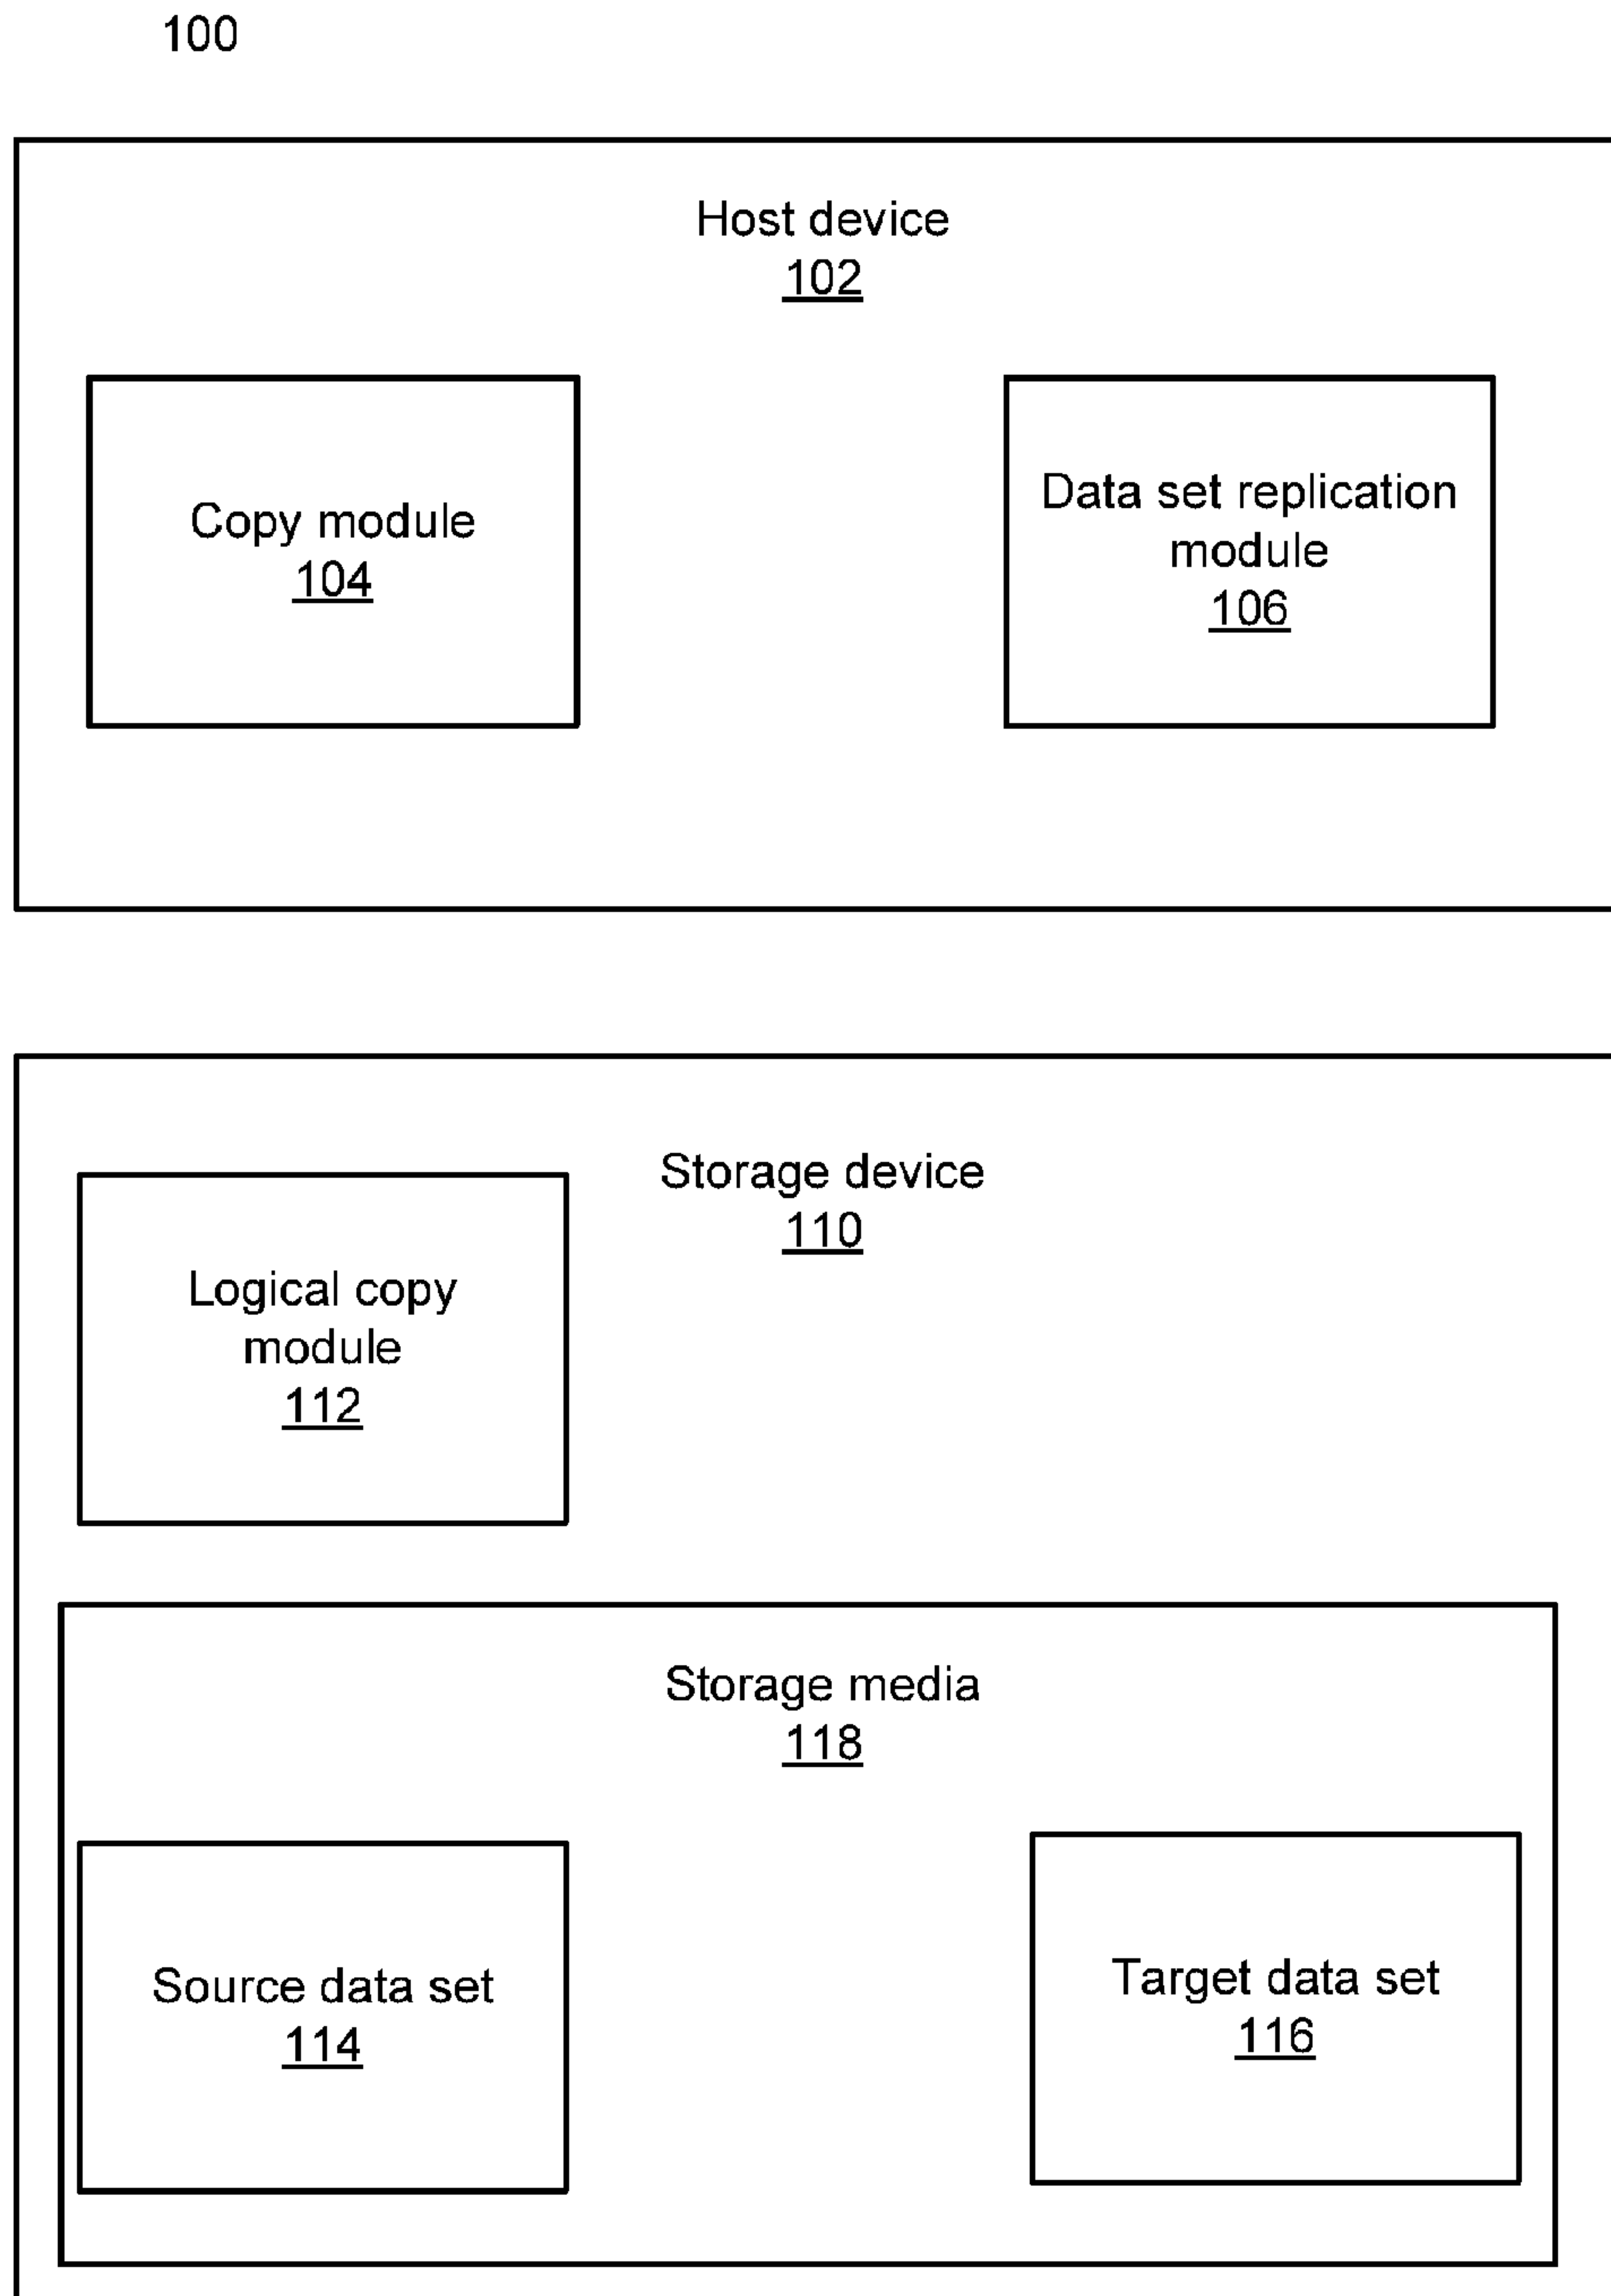 100
Host device
102
Copy module
104
Data set replication
module
106
Storage device
110
Logical copy
module
112
Storage media
118
Source data set
114
Target data set
116